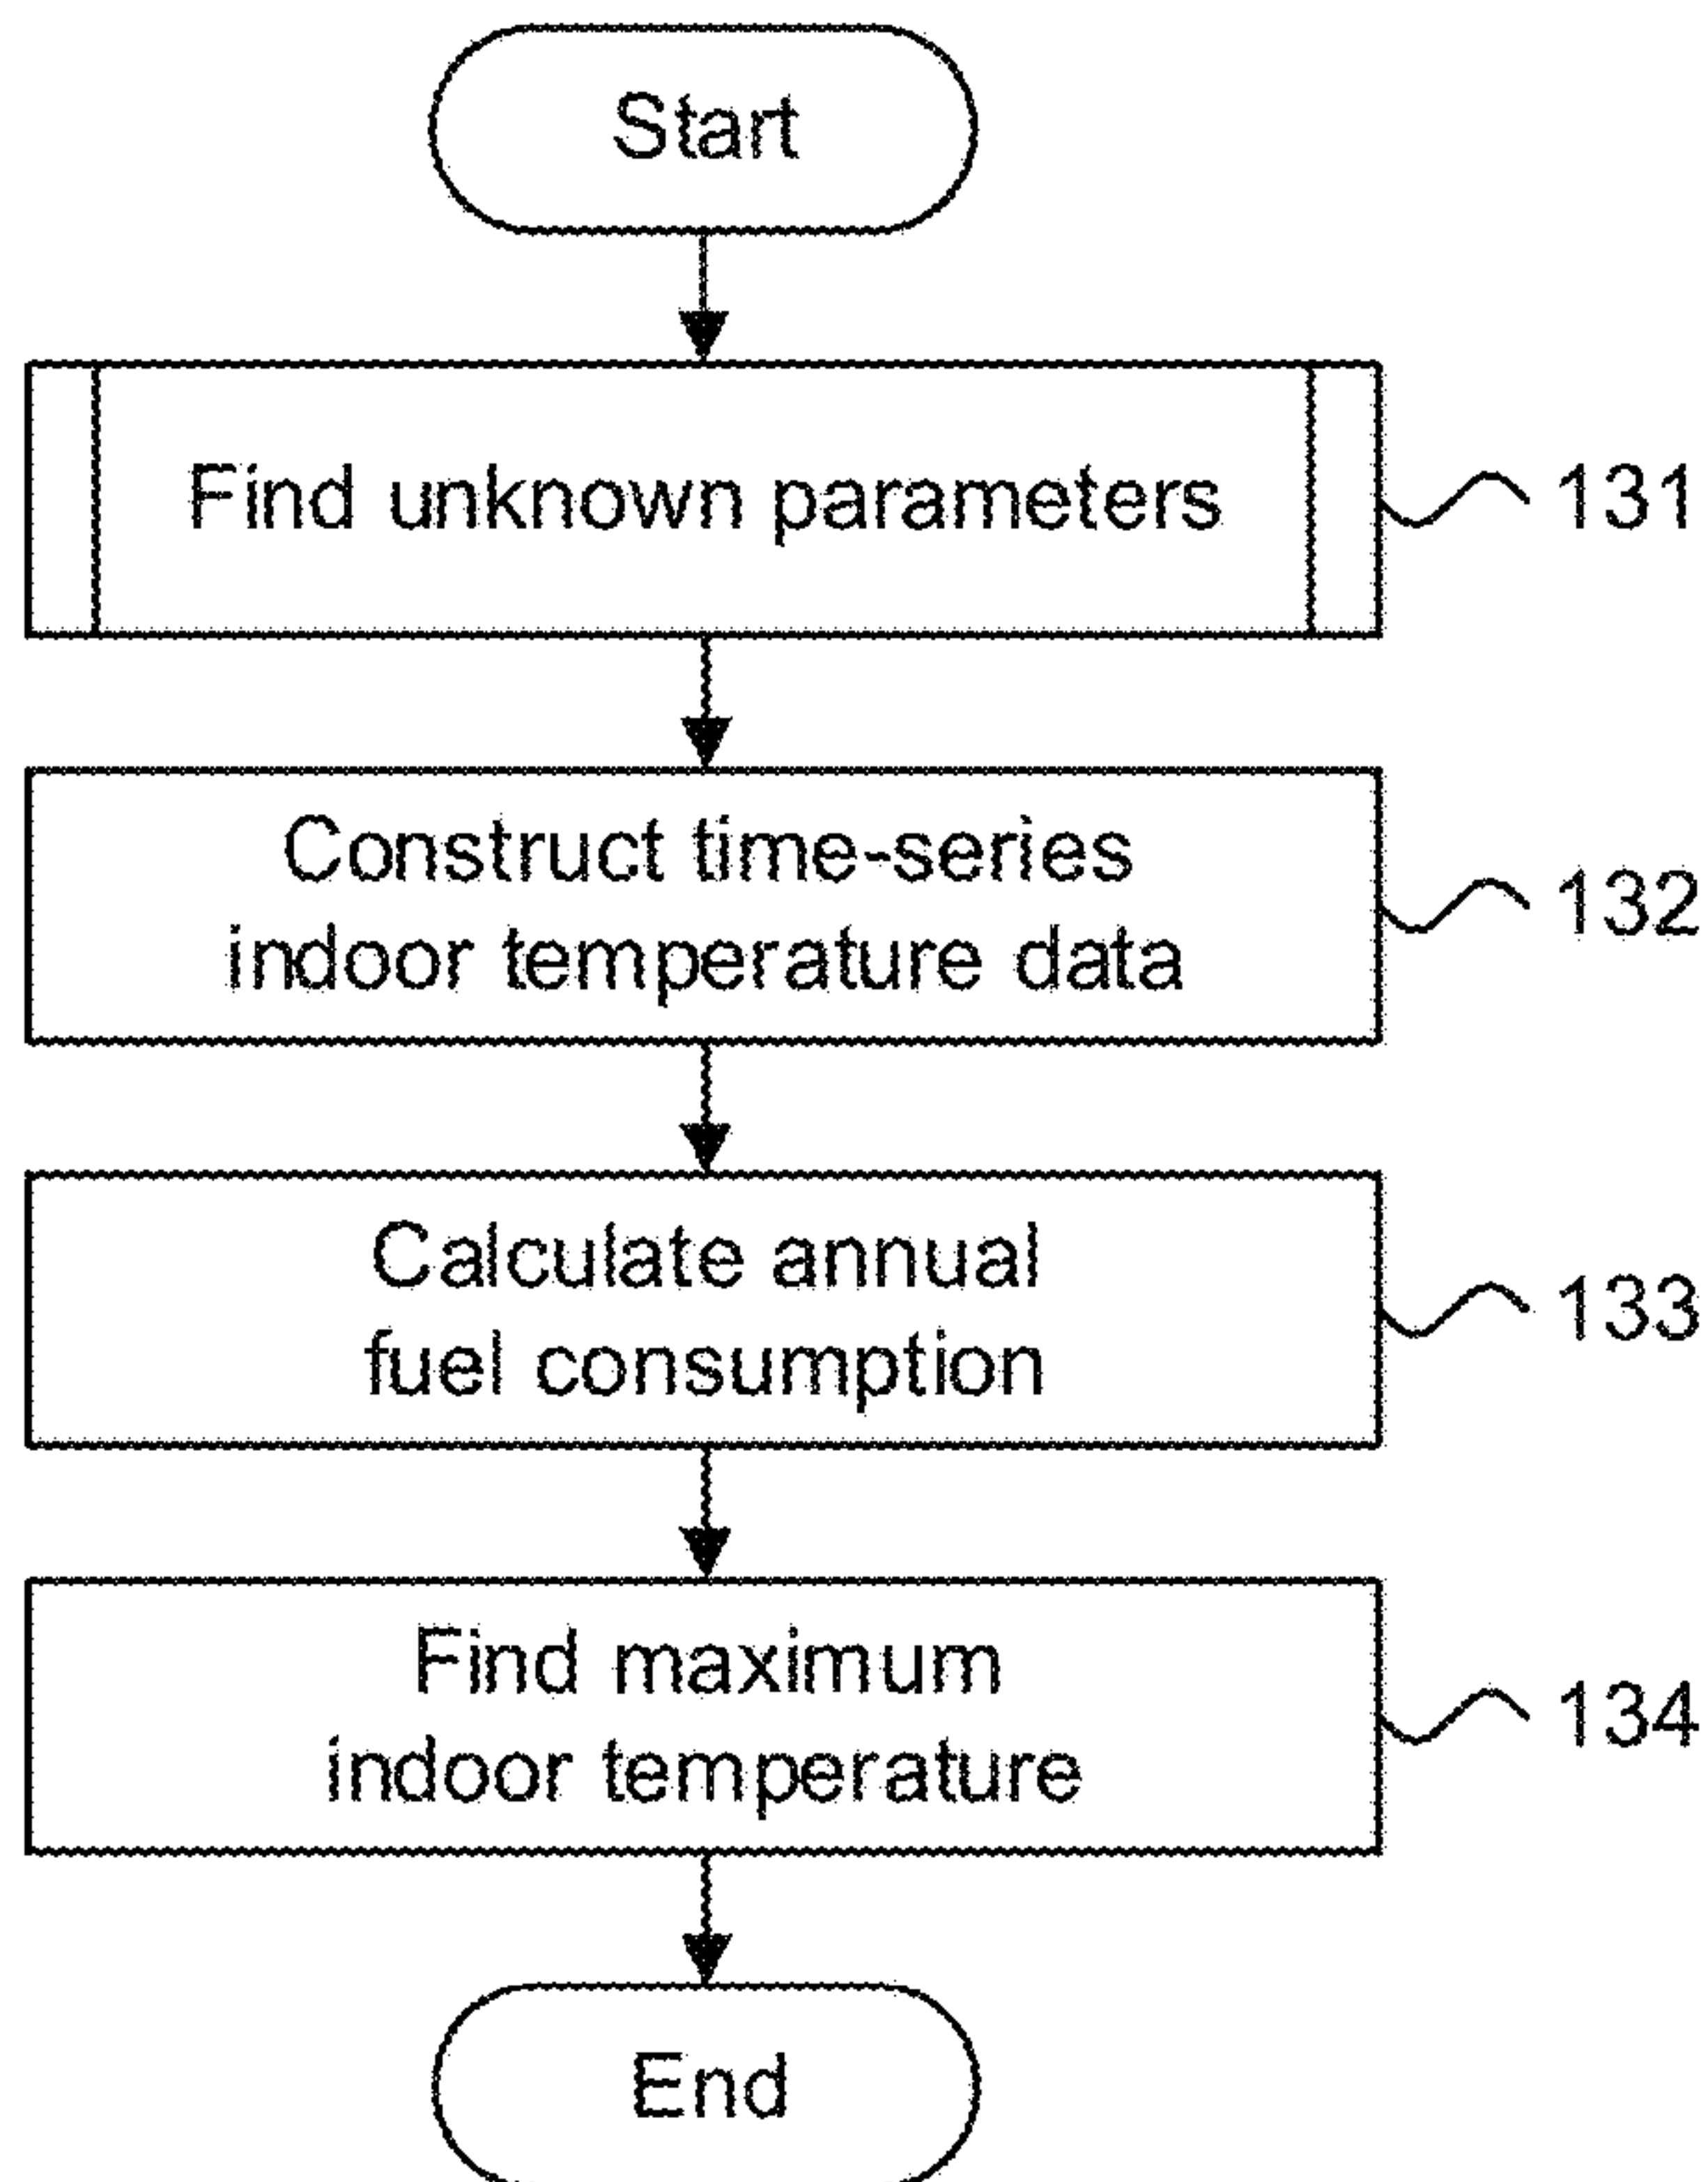 Start
Find unknown parameters
131
Construct time-series
indoor temperature data
132
Calculate annual
fuel consumption
133
Find maximum
indoor temperature
134
End